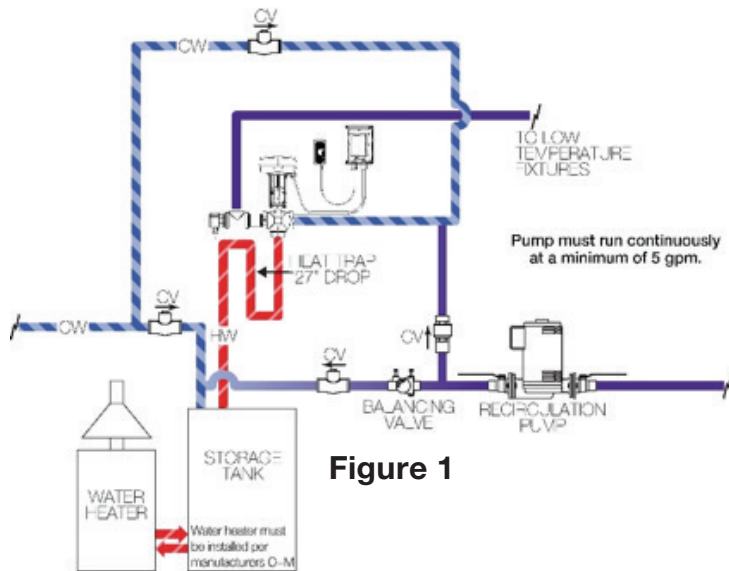 CV
CW
TO LOW
TEMPERATURE
FIXTURES
Pump must run continuously
at a minimum of 5 gpm.
HEAT TRAP
27" DROP
CV
CW
HW
CV
CV
BALANCING
VALVE
RECIRCULATION
PUMP
STORAGE
TANK
Figure 1
WATER
HEATER
Water heater must
be installed per
manufacturers O-M